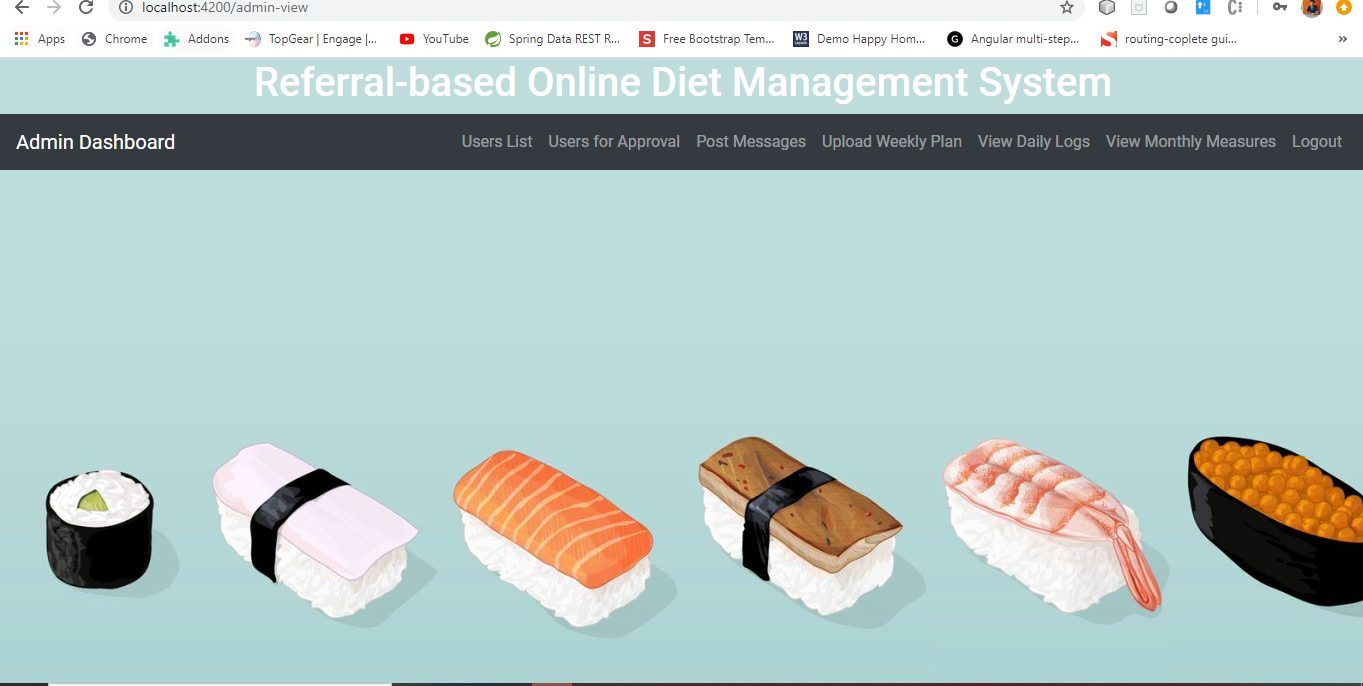 localhost:4200/admin-view
Apps Chrome Addons TopGear | Engage |... YouTube Spring Data REST R... S Free Bootstrap Tem... W3 Demo Happy Hom... G Angular multi-step... routing-coplete gui... »
Referral-based Online Diet Management System
Admin Dashboard Users List Users for Approval Post Messages Upload Weekly Plan View Daily Logs View Monthly Measures Logout